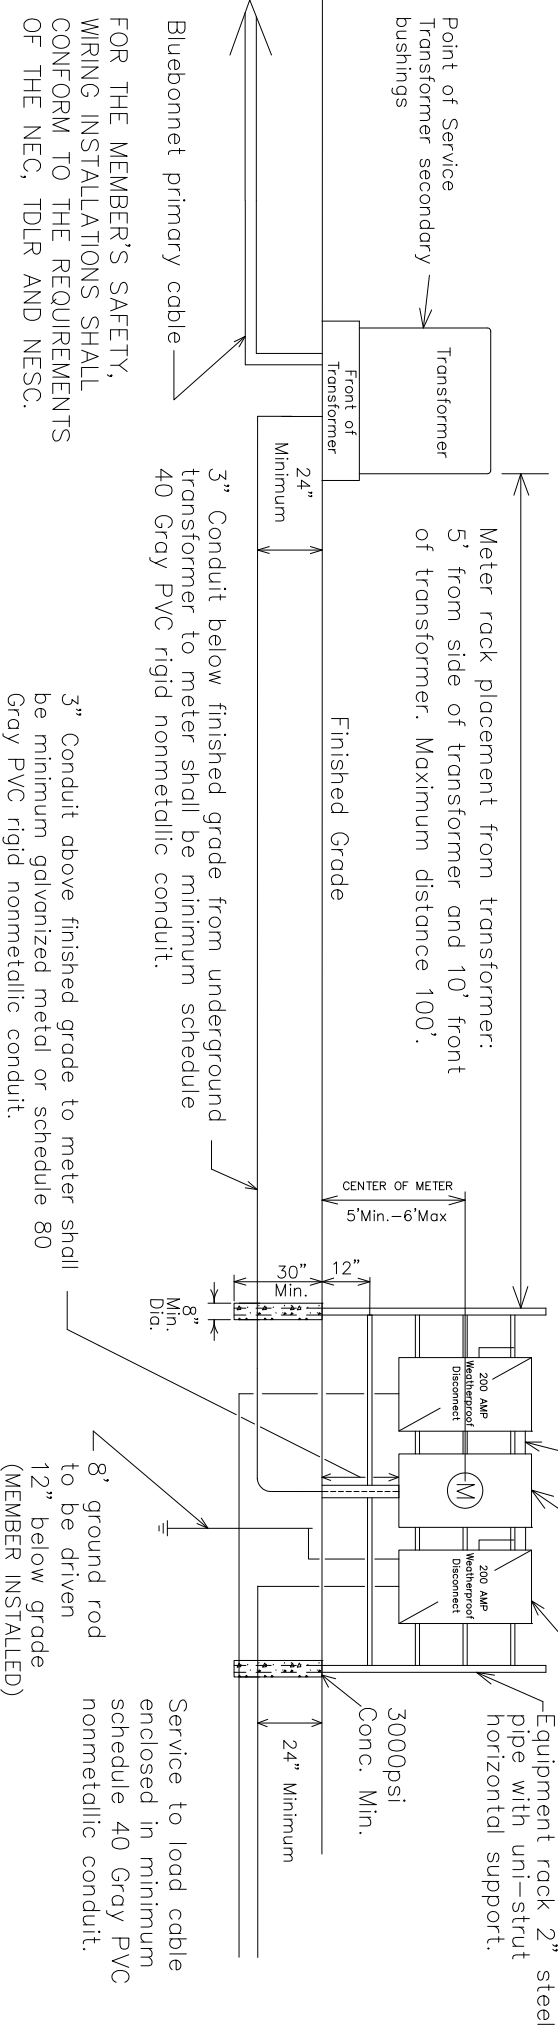 Point of Service
Transformer secondary
bushings
Bluebonnet primary cable
FOR THE MEMBER'S SAFETY,
WIRING INSTALLATIONS SHALL
CONFORM TO THE REQUIREMENTS
OF THE NEC, TDLR AND NESC.
Transformer
Front of
Transformer
24"
Minimum
Meter rack placement from transformer:
5' from side of transformer and 10' front
of transformer. Maximum distance 100'.
Finished Grade
3" Conduit below finished grade from underground
transformer to meter shall be minimum schedule
40 Gray PVC rigid nonmetallic conduit.
3" Conduit above finished grade to meter shall
be minimum galvanized metal or schedule 80
Gray PVC rigid nonmetallic conduit.
CENTER OF METER
5'Min.-6'Max
12"
30"
Min.
8"
Min.
Dia.
200 AMP
Weatherproof
Disconnect
M
200 AMP
Weatherproof
Disconnect
8' ground rod
to be driven
12" below grade
(MEMBER INSTALLED)
Equipment rack 2" steel
pipe with uni-strut
horizontal support.
3000psi
Conc. Min.
24" Minimum
Service to load cable
enclosed in minimum
schedule 40 Gray PVC
nonmetallic conduit.